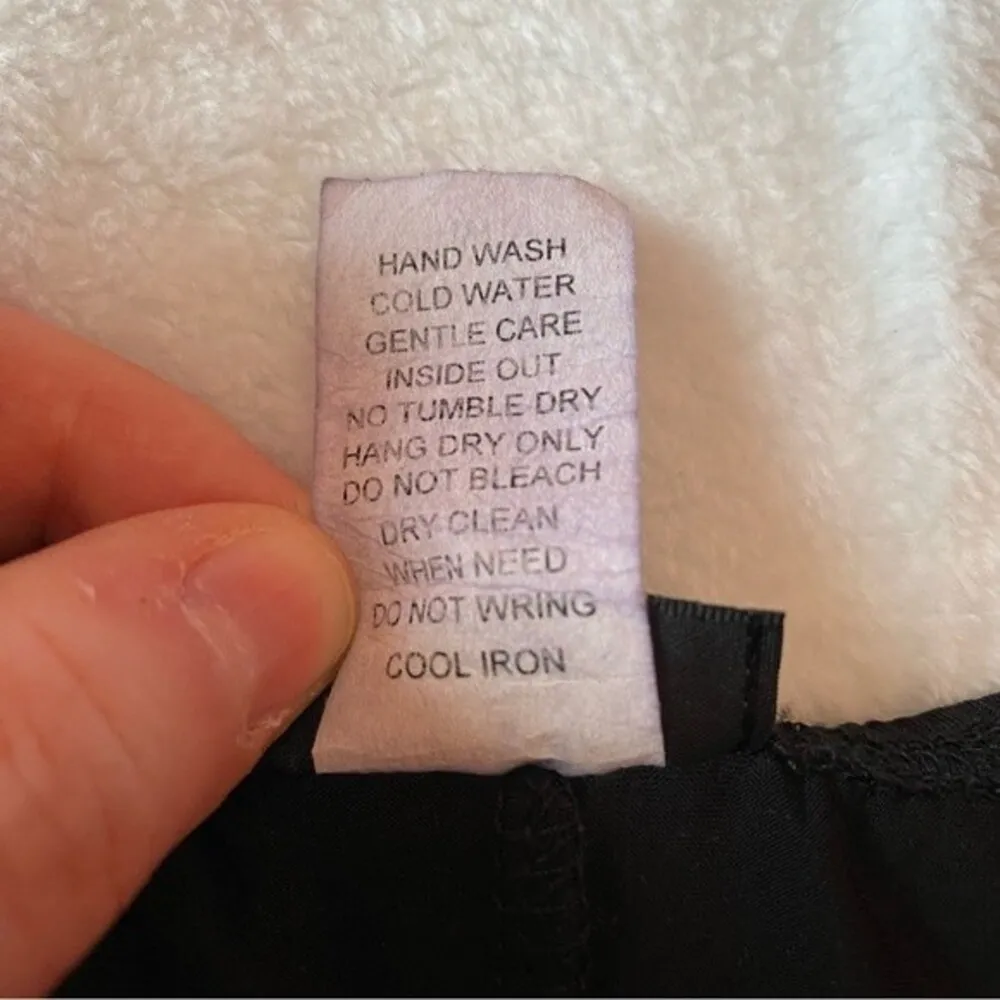 HAND WASH
COLD WATER
GENTLE CARE
INSIDE OUT
NO TUMBLE DRY
HANG DRY ONLY
DO NOT BLEACH
DRY CLEAN
WHEN NEED
DO NOT WRING
COOL IRON